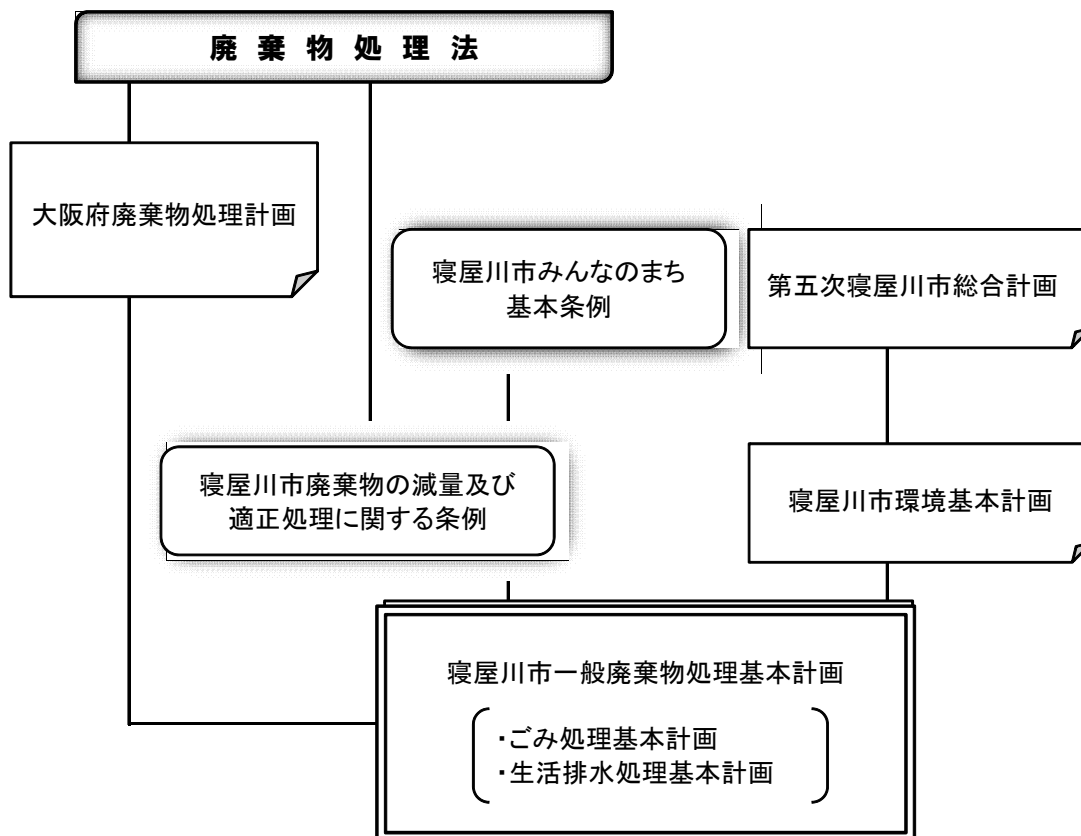 廃棄物処理法
大阪府廃棄物処理計画
寝屋川市みんなのまち
基本条例
第五次寝屋川市総合計画
寝屋川市廃棄物の減量及び
適正処理に関する条例
寝屋川市環境基本計画
寝屋川市一般廃棄物処理基本計画
・ごみ処理基本計画
・生活排水処理基本計画